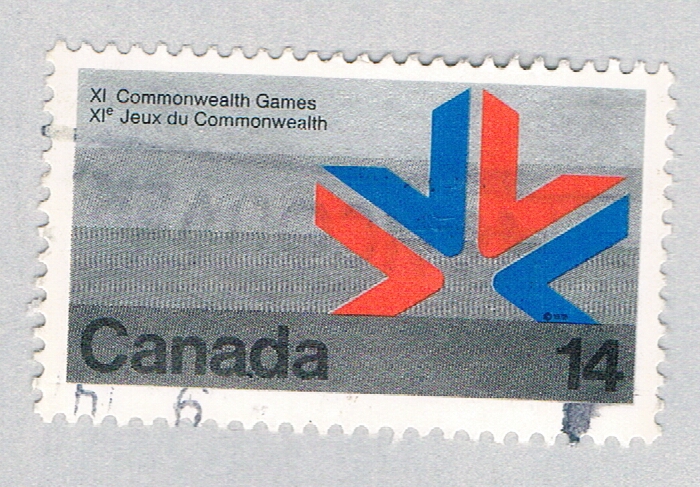 XI Commonwealth Games
XIe Jeux du Commonwealth
Canada
14